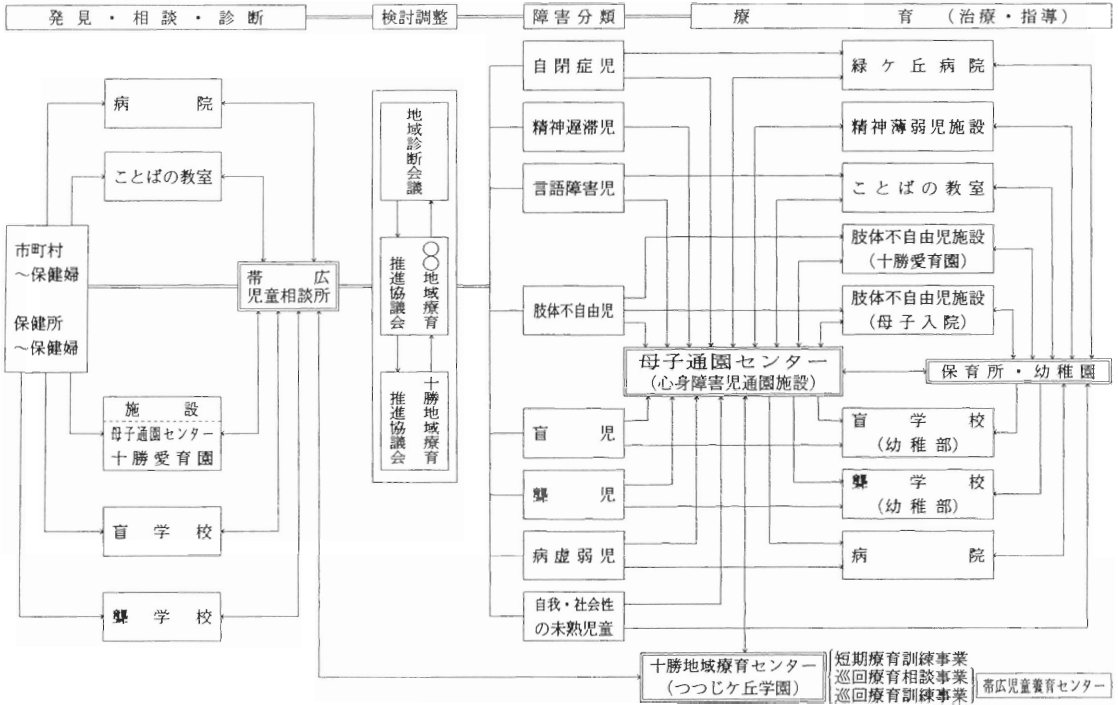 発見・相談・診断
検討調整
障害分類
療育(治療・指導)
病院
ことばの教室
市町村
～保健婦
保健所
～保健婦
帯広
児童相談所
施設
母子通園センター
十勝愛育園
盲学校
聾学校
地域診断会議
〇〇地域療育
推進協議会
十勝地域療育
推進協議会
自閉症児
精神遅滞児
言語障害児
肢体不自由児
盲児
聾児
病虚弱児
自我・社会性
の未熟児童
母子通園センター
(心身障害児通園施設)
緑ケ丘病院
精神薄弱児施設
ことばの教室
肢体不自由児施設
(十勝愛育園)
肢体不自由児施設
(母子入院)
保育所・幼稚園
盲学校
(幼稚部)
聾学校
(幼稚部)
病院
十勝地域療育センター
(つつじケ丘学園)
短期療育訓練事業
巡回療育相談事業
巡回療育訓練事業
帯広児童養育センター